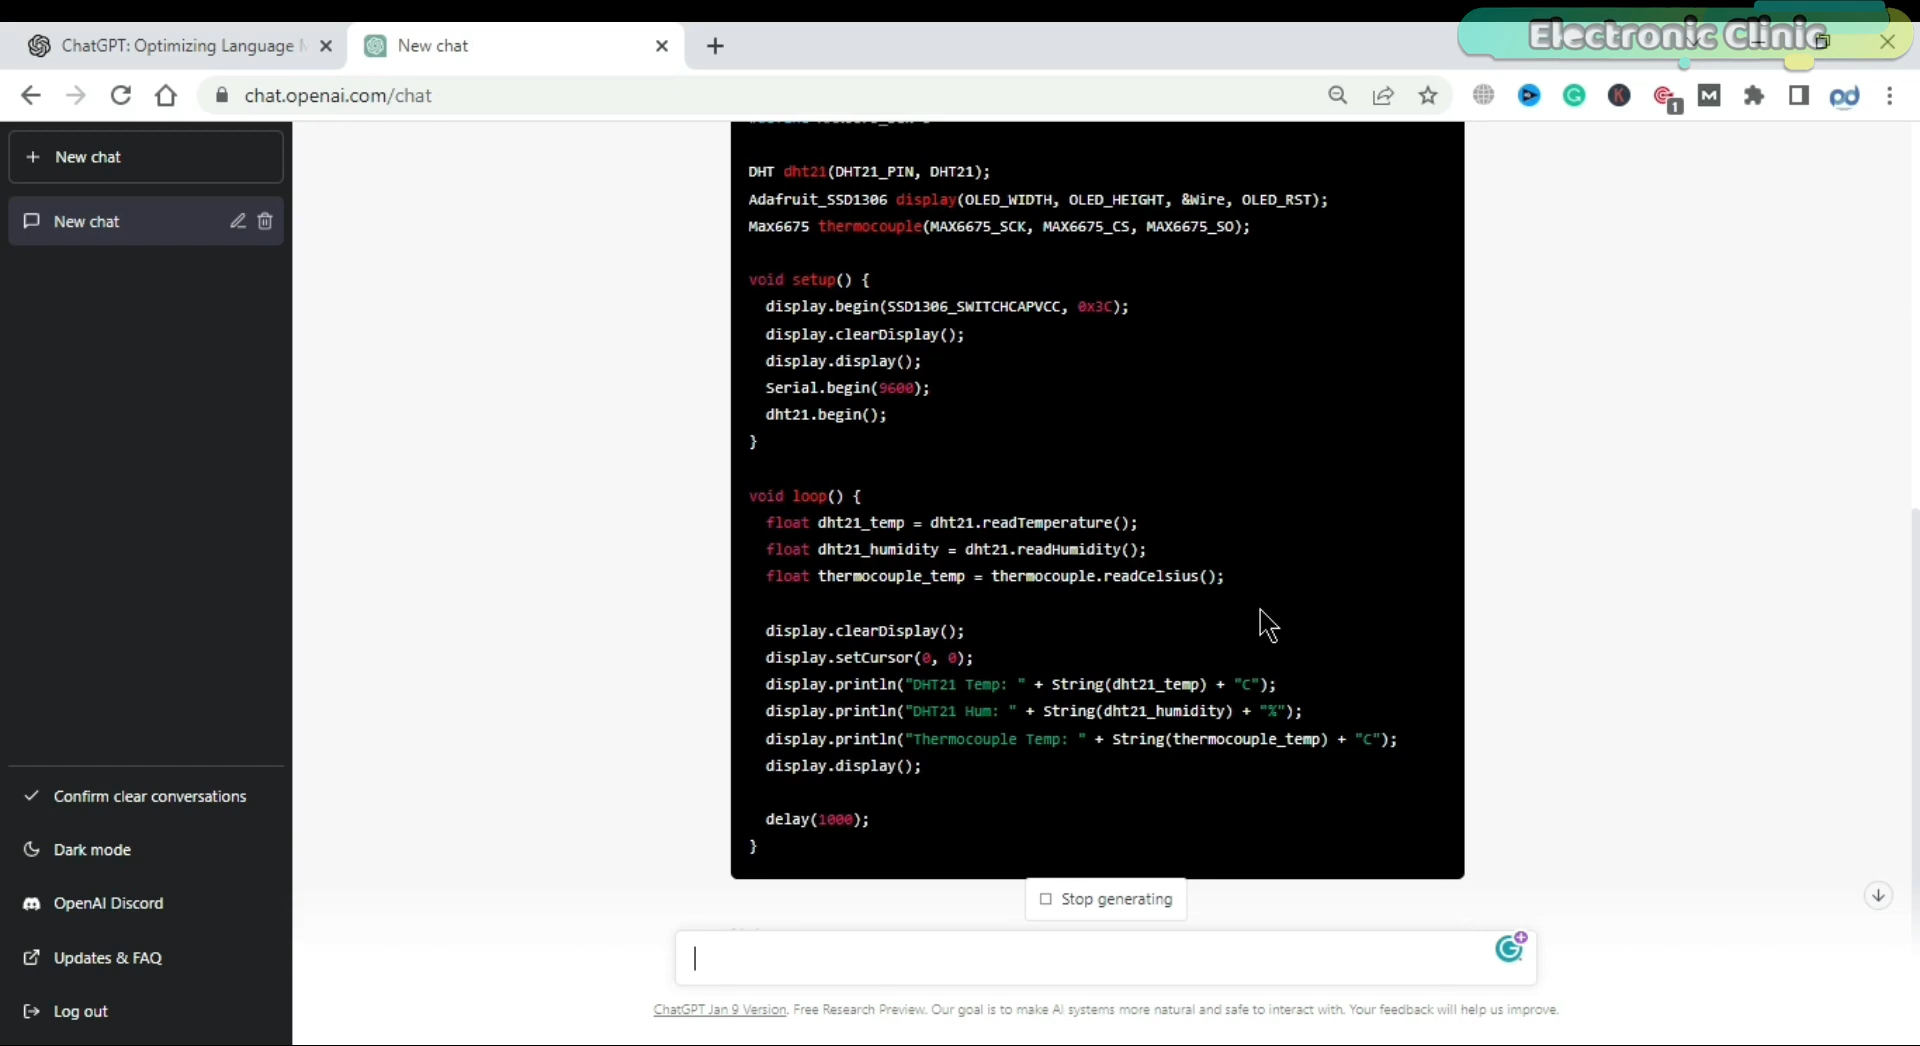 Electronic Clinic
ChatGPT: Optimizing Language
New chat
chat.openai.com/chat
1
M
pd
New chat
New chat
DHT dht21(DHT21_PIN, DHT21);
Adafruit_SSD1306 display(OLED_WIDTH, OLED_HEIGHT, &Wire, OLED_RST);
Max6675 thermocouple(MAX6675_SCK, MAX6675_CS, MAX6675_SO);
void setup() {
display.begin(SSD1306_SWITCHCAPVCC, 0x3C);
display.clearDisplay();
display.display();
Serial.begin(9600);
dht21.begin();
}
void loop() {
float dht21_temp = dht21.readTemperature();
float dht21_humidity = dht21.readHumidity();
float thermocouple_temp = thermocouple.readCelsius();
display.clearDisplay();
display.setCursor(0, 0);
display.println("DHT21 Temp: " + String(dht21_temp) + "C");
display.println("DHT21 Hum: " + String(dht21_humidity) + "%");
display.println("Thermocouple Temp: " + String(thermocouple_temp) + "C");
display.display();
delay(1000);
}
Confirm clear conversations
Dark mode
OpenAI Discord
Updates & FAQ
Log out
Stop generating
ChatGPT Jan 9 Version. Free Research Preview. Our goal is to make AI systems more natural and safe to interact with. Your feedback will help us improve.